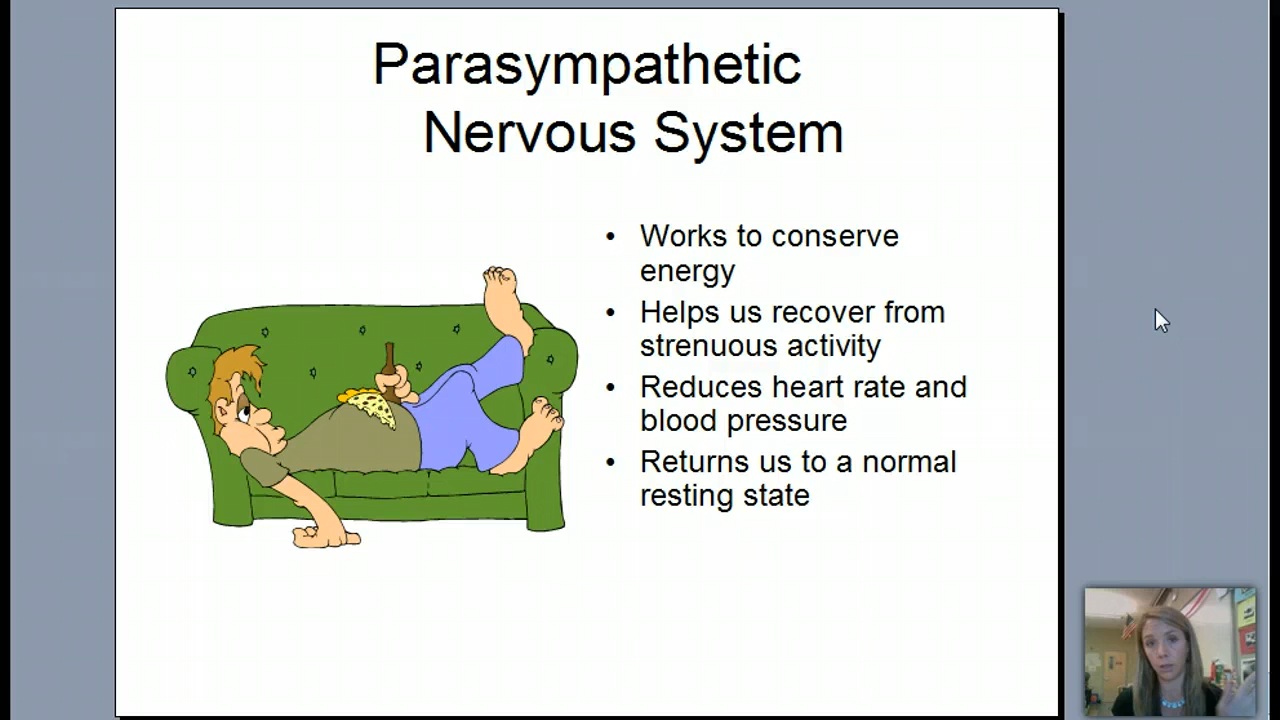 Parasympathetic
Nervous System
• Works to conserve
energy
• Helps us recover from
strenuous activity
• Reduces heart rate and
blood pressure
• Returns us to a normal
resting state